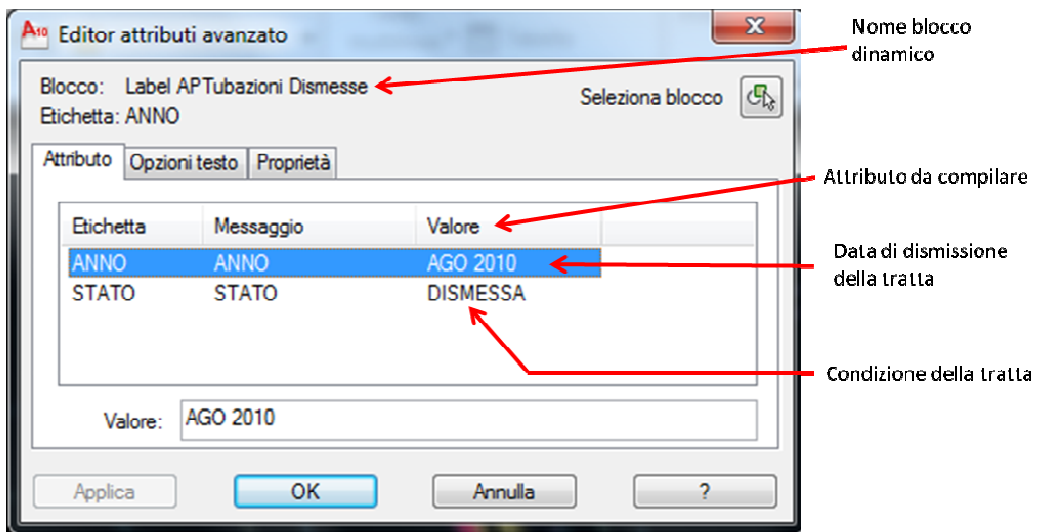 A10 Editor attributi avanzato
Nome blocco
dinamico
Blocco: Label APTubazioni Dismesse
Seleziona blocco
Etichetta: ANNO
Attributo Opzioni testo Proprietà
Attributo da compilare
Etichetta Messaggio Valore
ANNO ANNO AGO 2010
STATO STATO DISMESSA
Data di dismissione
della tratta
Condizione della tratta
Valore: AGO 2010
Applica OK Annulla ?